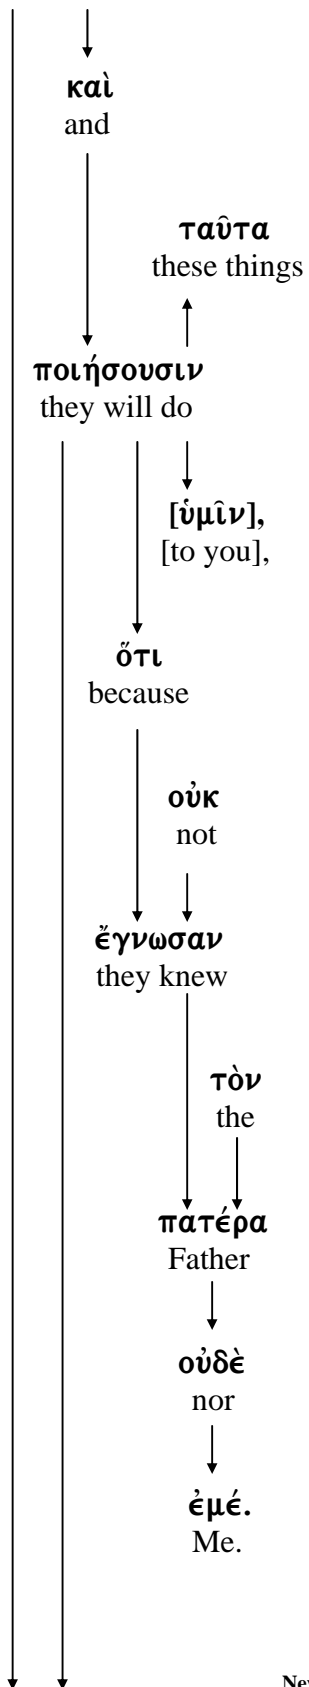 καὶ
and
ταῦτα
these things
ποιήσουσιν
they will do
[ὑμῖν],
[to you],
ὅτι
because
οὐκ
not
ἔγνωσαν
they knew
τὸν
the
πατέρα
Father
οὐδὲ
nor
ἐμέ.
Me.